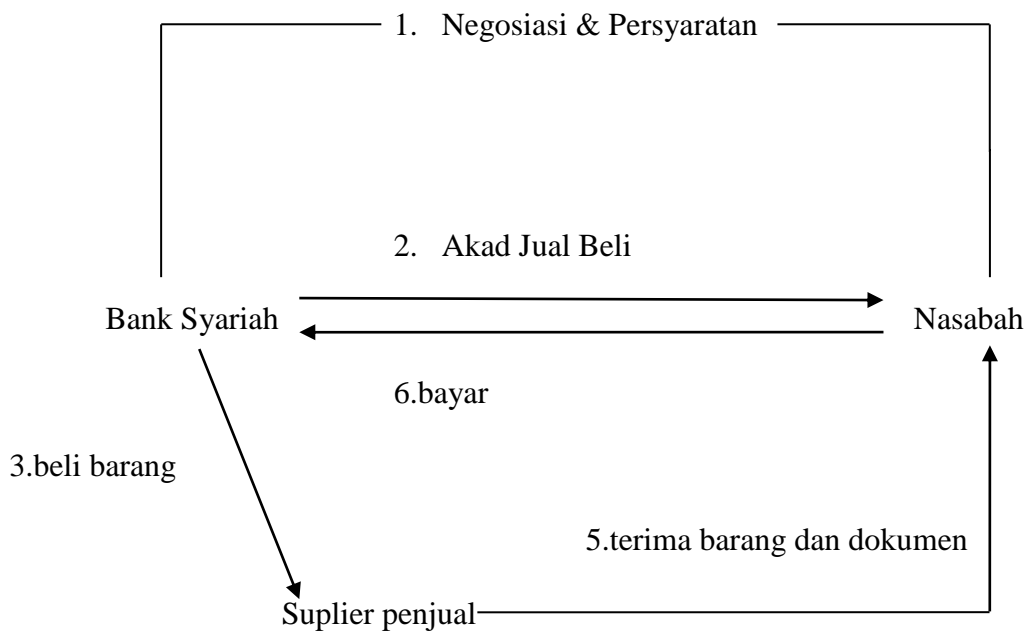 1. Negosiasi & Persyaratan
2. Akad Jual Beli
Bank Syariah
Nasabah
6.bayar
3.beli barang
5.terima barang dan dokumen
Suplier penjual